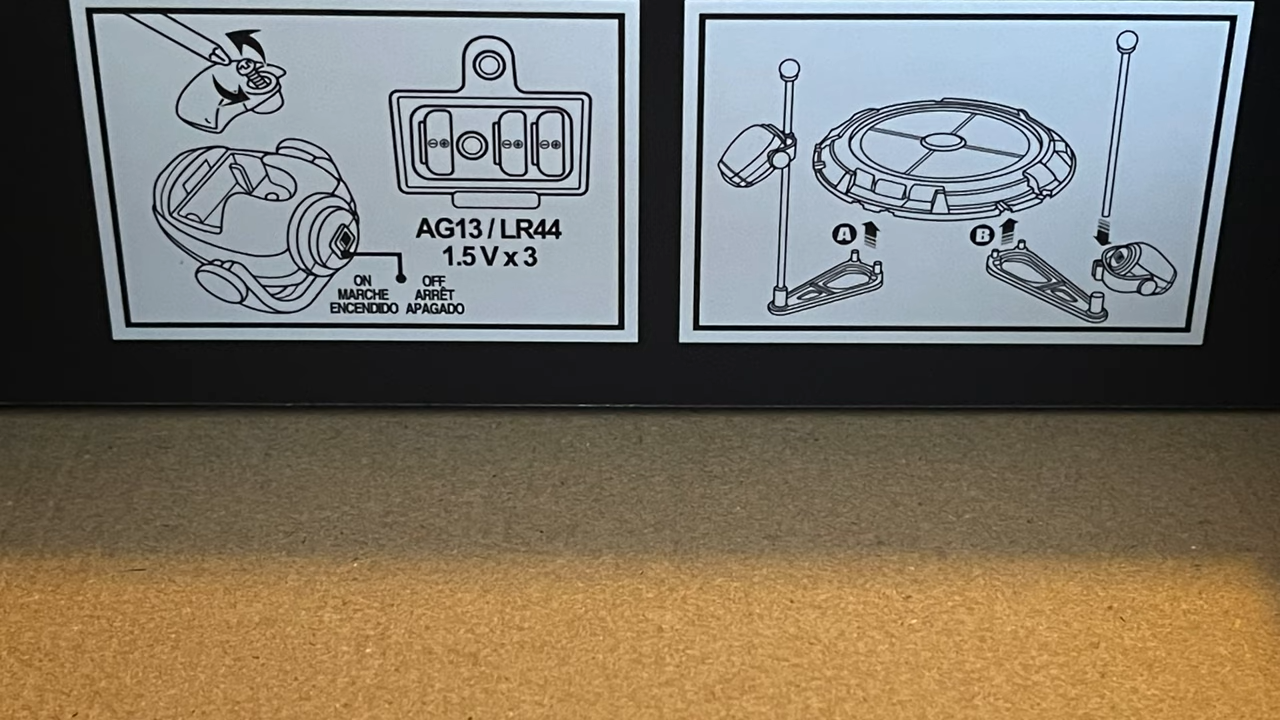 AG13 / LR44
1.5 V x 3
ON OFF
MARCHE ARRÊT
ENCENDIDO APAGADO
A B